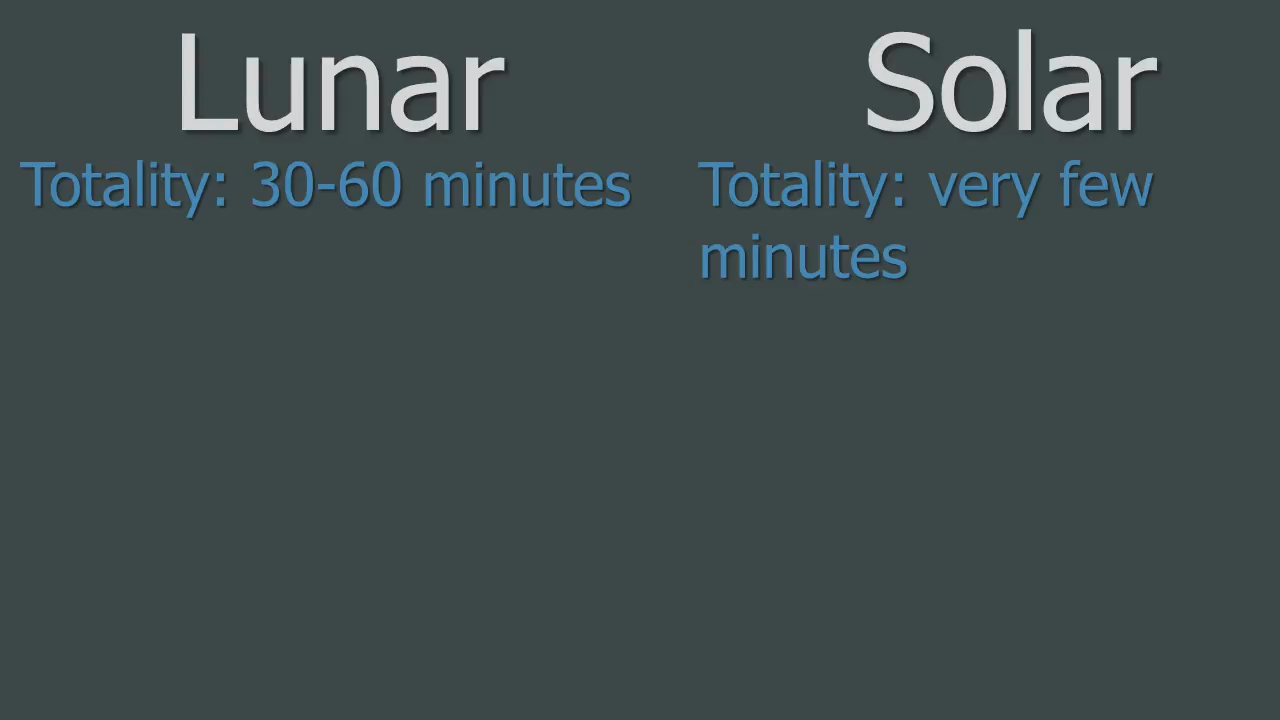 Lunar
Totality: 30-60 minutes
Solar
Totality: very few
minutes